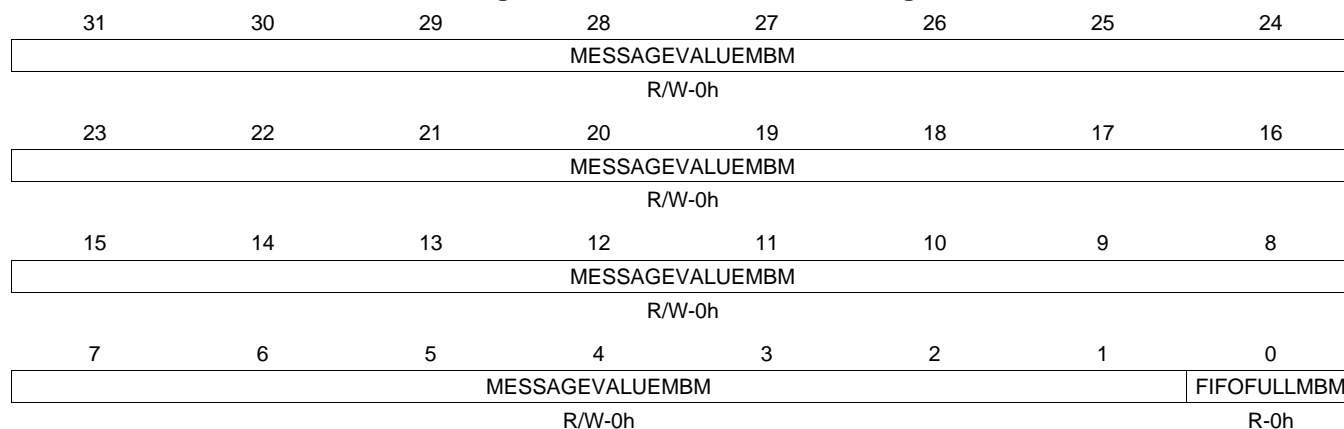 31 30 29 28 27 26 25 24
MESSAGEVALUEMBM
R/W-0h
23 22 21 20 19 18 17 16
MESSAGEVALUEMBM
R/W-0h
15 14 13 12 11 10 9 8
MESSAGEVALUEMBM
R/W-0h
7 6 5 4 3 2 1 0
MESSAGEVALUEMBM FIFOFULLMBM
R/W-0h R-0h